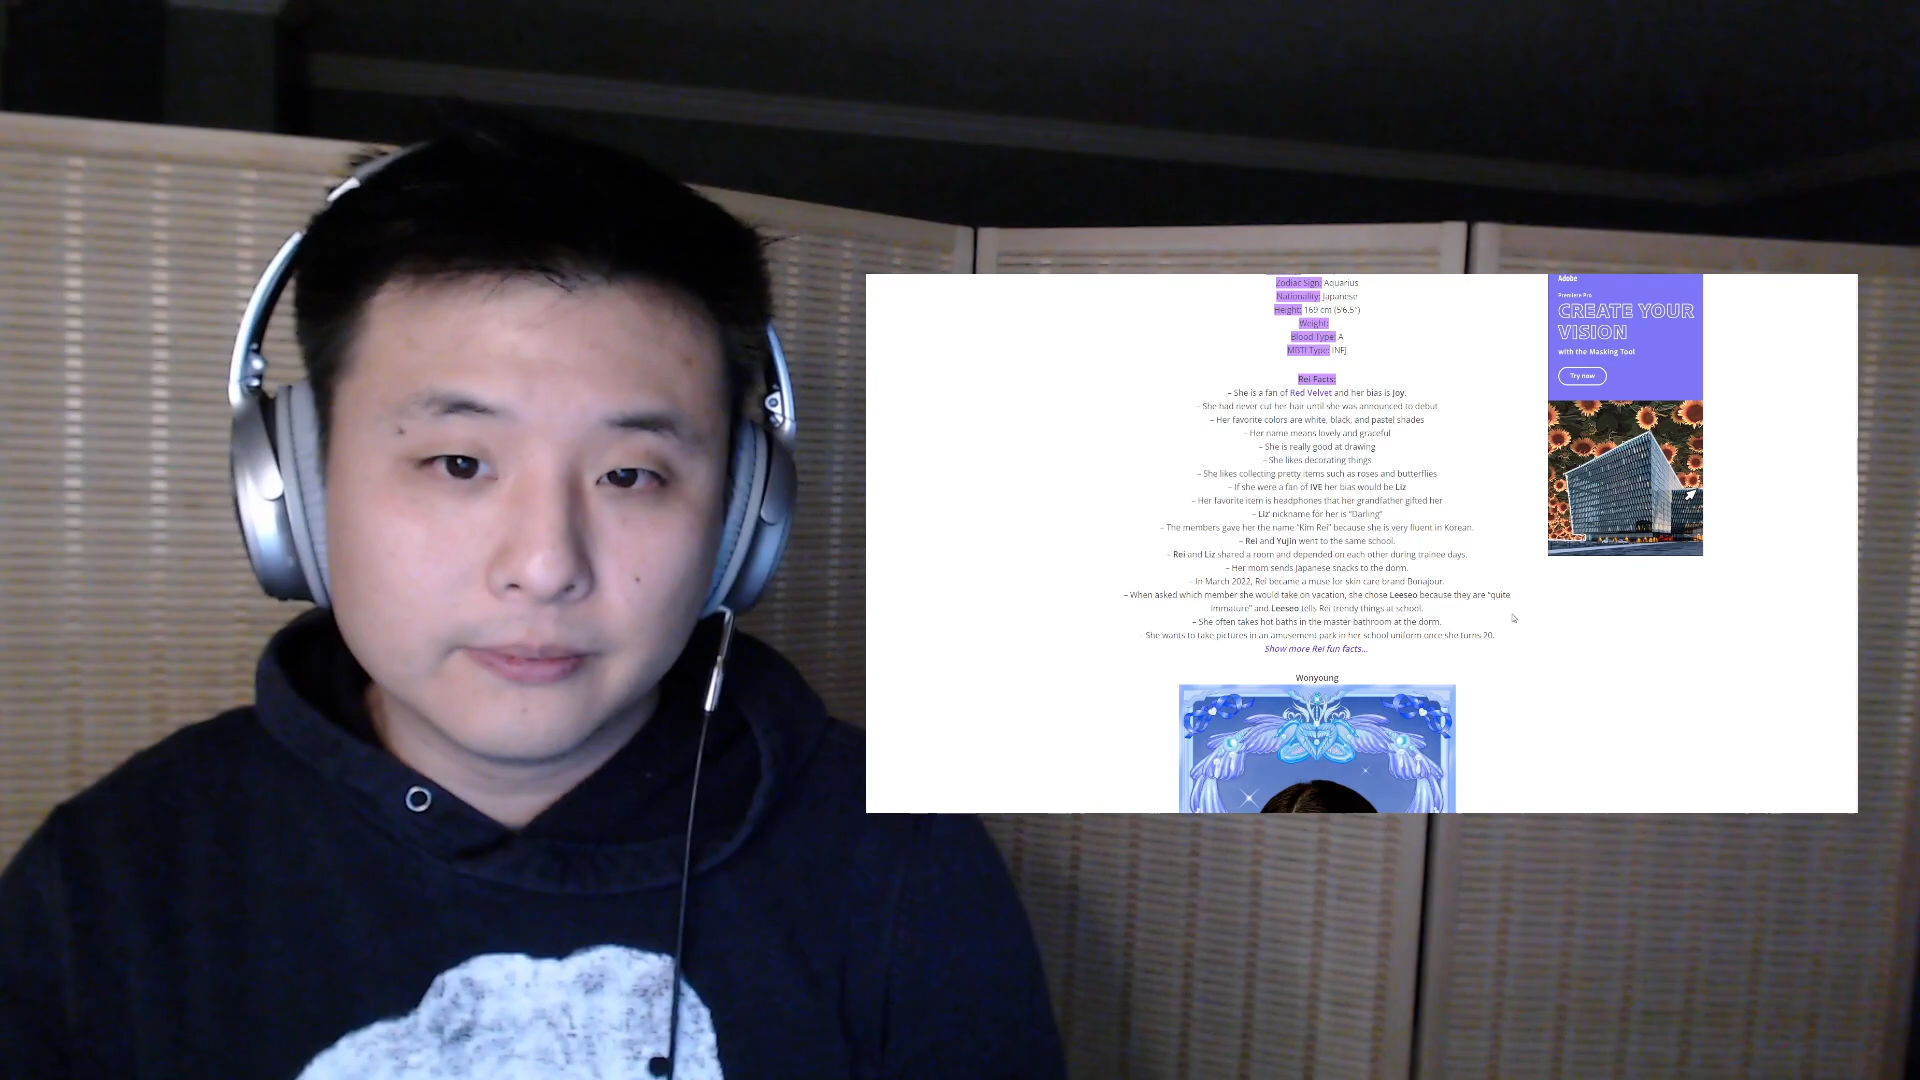 Zodiac Sign: Aquarius
Nationality: Japanese
Height: 169 cm (5'6.5")
Weight:
Blood Type: A
MBTI Type: INFJ
Rei Facts:
– She is a fan of Red Velvet and her bias is Joy.
– She had never cut her hair until she was announced to debut
– Her favorite colors are white, black, and pastel shades
– Her name means lovely and graceful
– She is really good at drawing
– She likes decorating things
– She likes collecting pretty items such as roses and butterflies
– If she were a fan of IVE her bias would be Liz
– Her favorite item is headphones that her grandfather gifted her
– Liz' nickname for her is "Darling"
– The members gave her the name "Kim Rei" because she is very fluent in Korean.
– Rei and Yujin went to the same school.
– Rei and Liz shared a room and depended on each other during trainee days.
– Her mom sends Japanese snacks to the dorm.
– In March 2022, Rei became a muse for skin care brand Bonajour.
– When asked which member she would take on vacation, she chose Leeseo because they are "quite
immature" and Leeseo tells Rei trendy things at school.
– She often takes hot baths in the master bathroom at the dorm.
– She wants to take pictures in an amusement park in her school uniform once she turns 20.
Show more Rei fun facts...
Wonyoung
Adobe
Premiere Pro
CREATE YOUR
VISION
with the Masking Tool
Try now